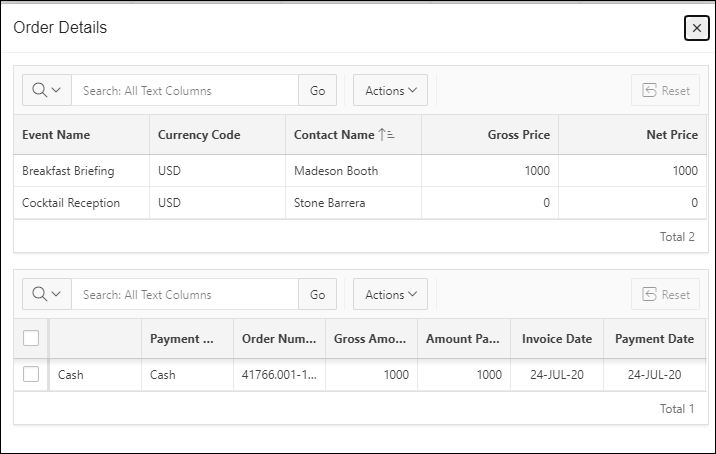 Order Details
Search: All Text Columns Go Actions Reset
Event Name Currency Code Contact Name Gross Price Net Price
Breakfast Briefing USD Madeson Booth 1000 1000
Cocktail Reception USD Stone Barrera 0 0
Total 2
Search: All Text Columns Go Actions Reset
Payment ... Order Num... Gross Amo... Amount Pa... Invoice Date Payment Date
Cash Cash 41766.001-1... 1000 1000 24-JUL-20 24-JUL-20
Total 1